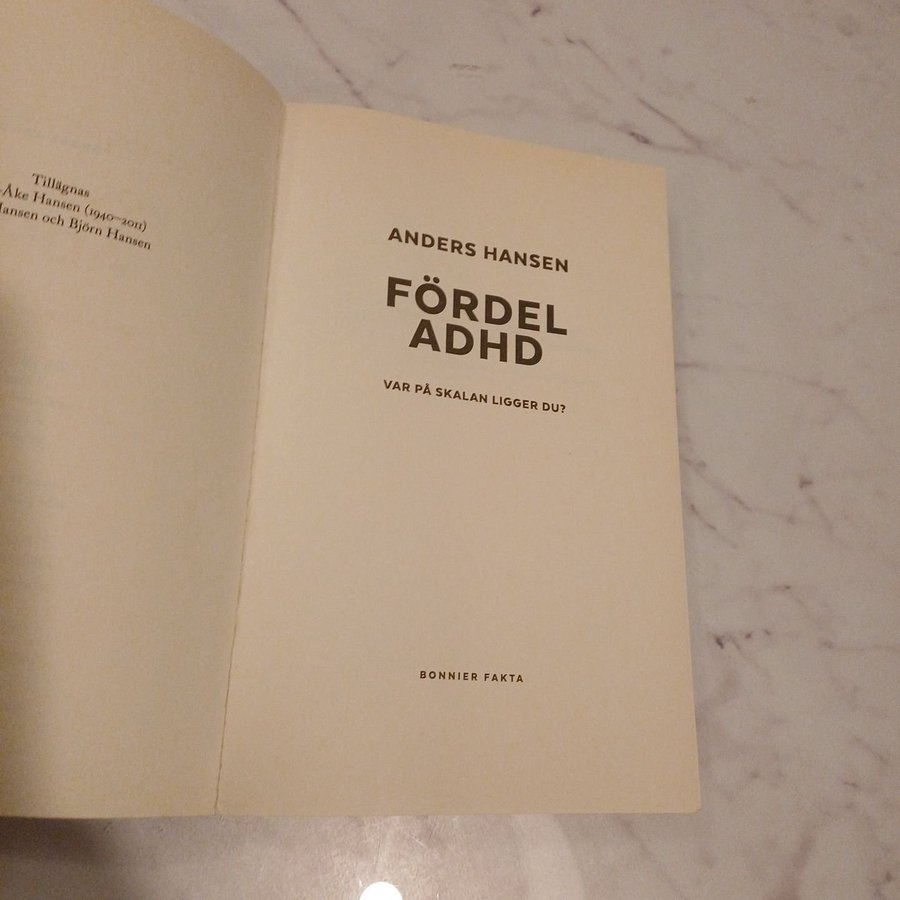 Tillägnas
Åke Hansen (1940–2011)
Hansen och Björn Hansen
ANDERS HANSEN
FÖRDEL
ADHD
VAR PÅ SKALAN LIGGER DU?
BONNIER FAKTA